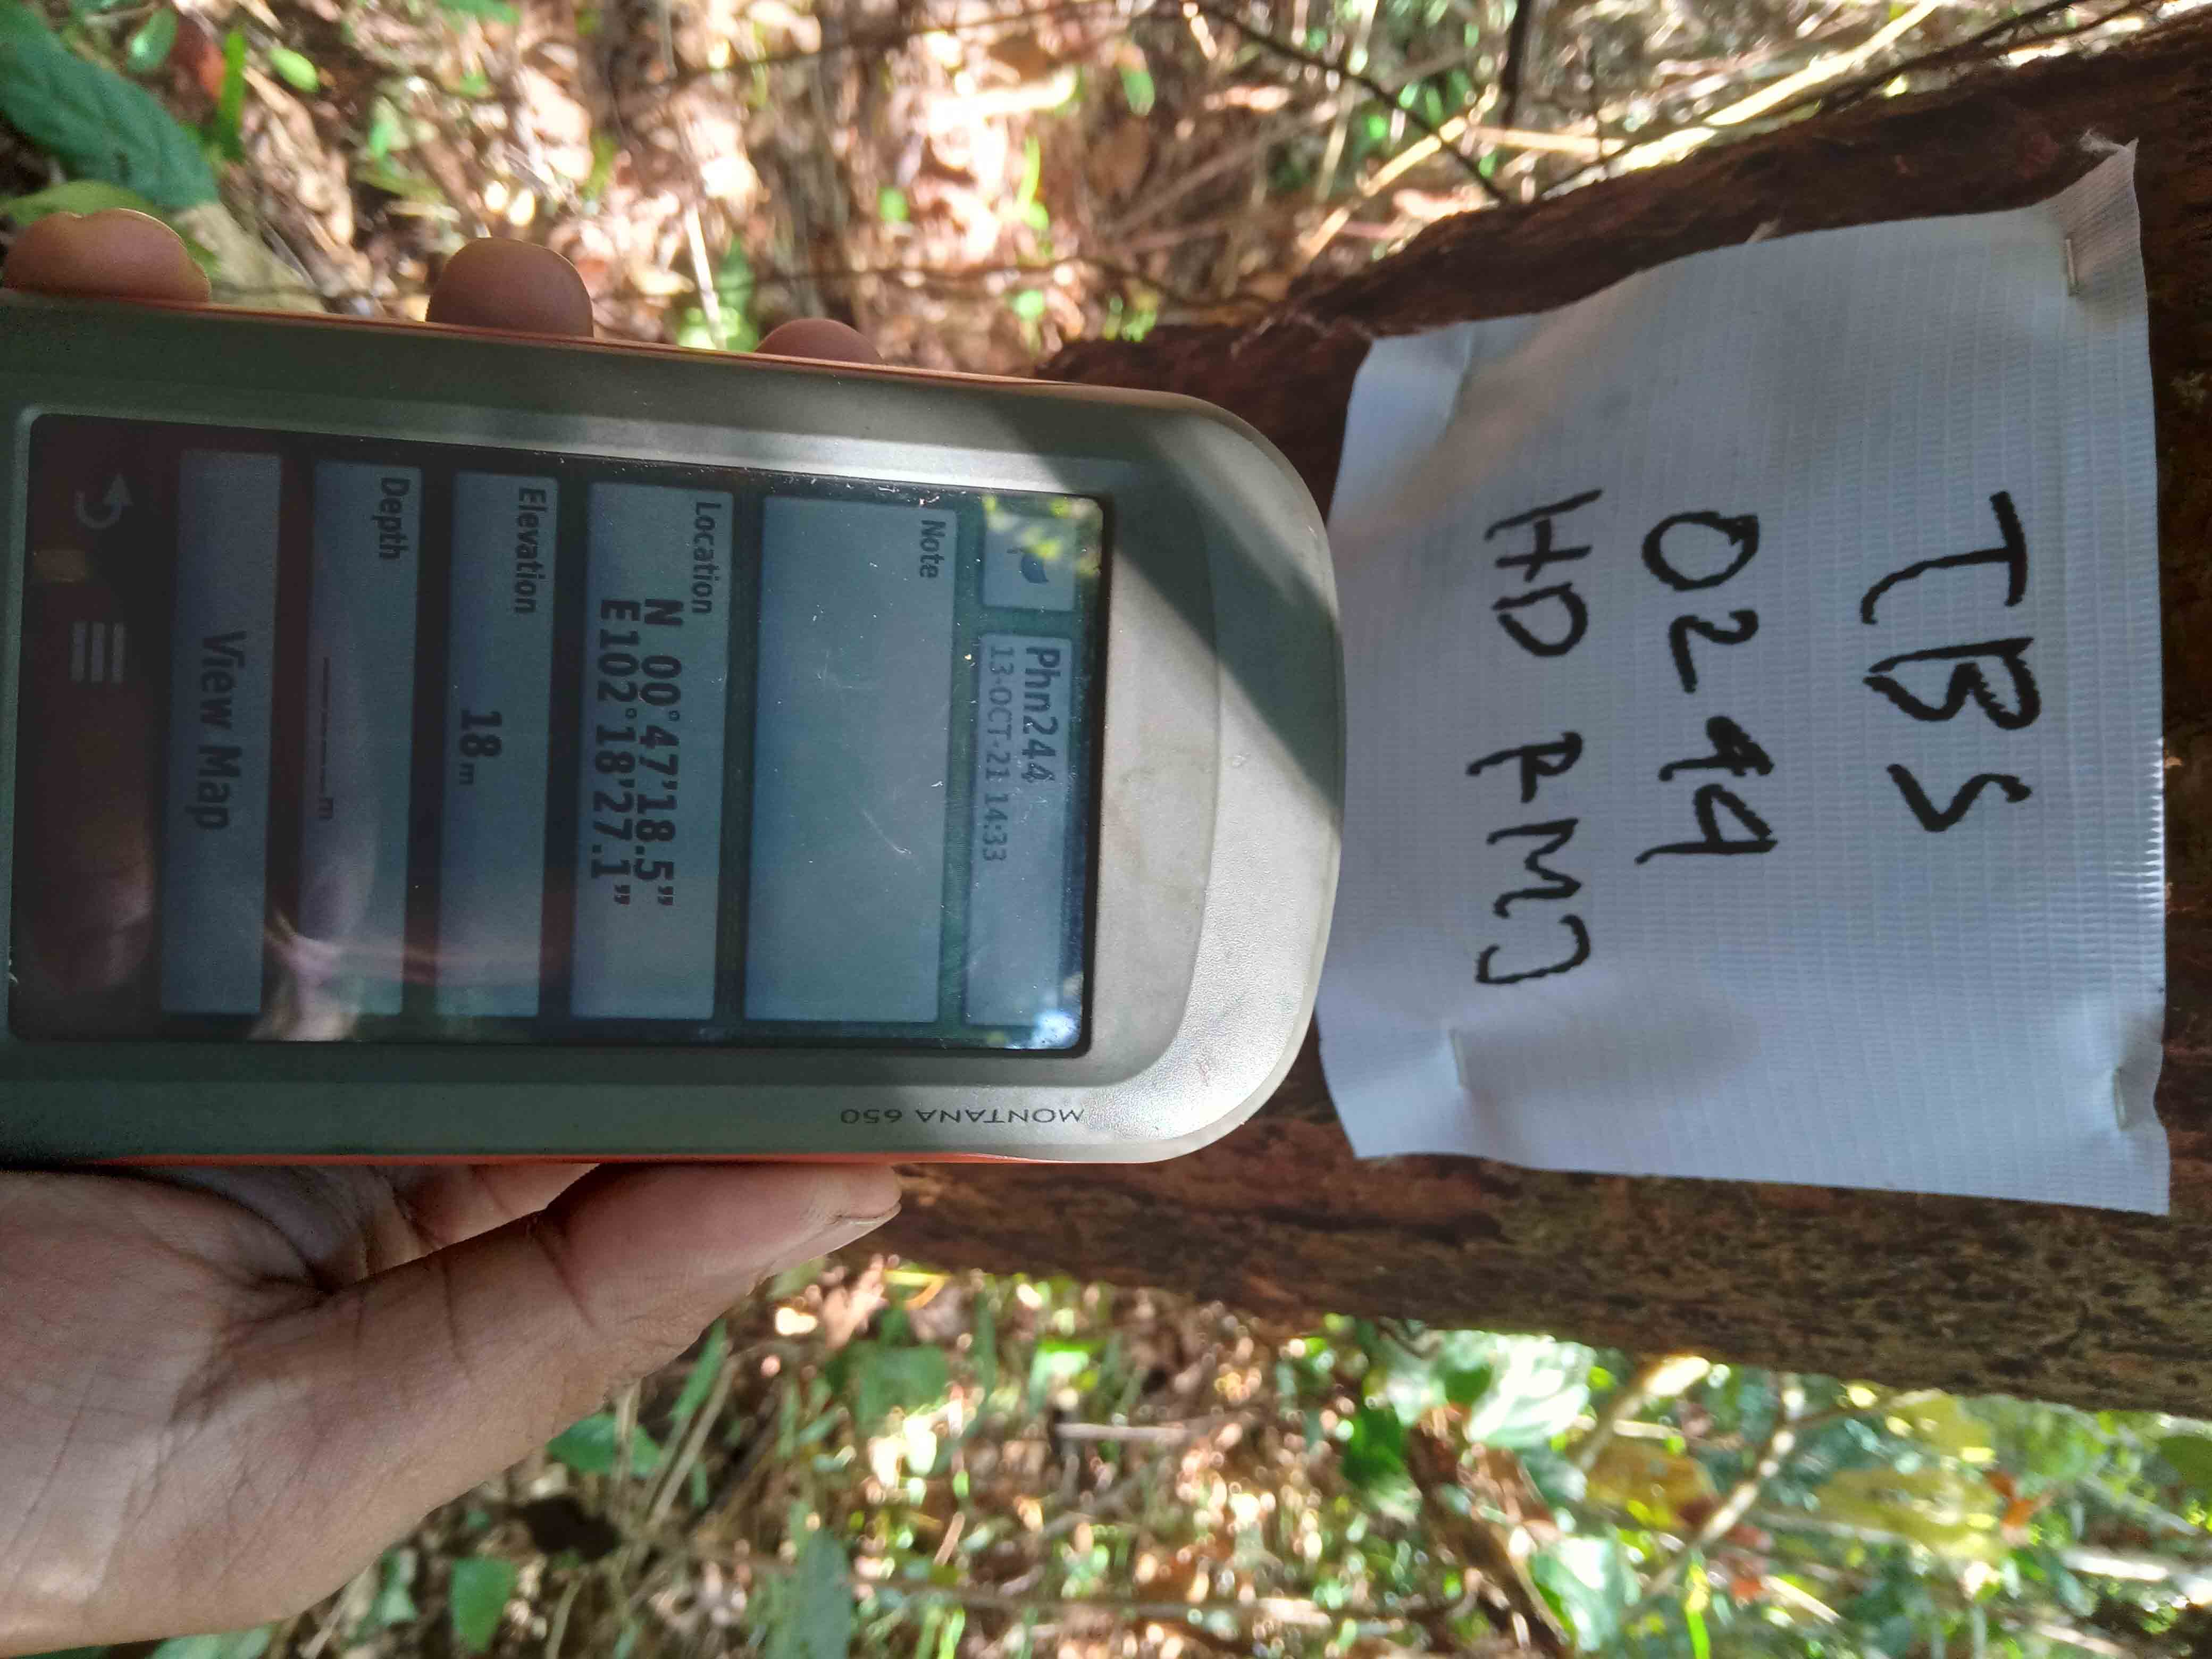 TBS
0244
HD RMJ
MONTANA 650
Phn244
13-OCT-21 14:33
Note
Location
N 00°47'18.5"
E102°18'27.1"
Elevation
18m
Depth
_____m
View Map